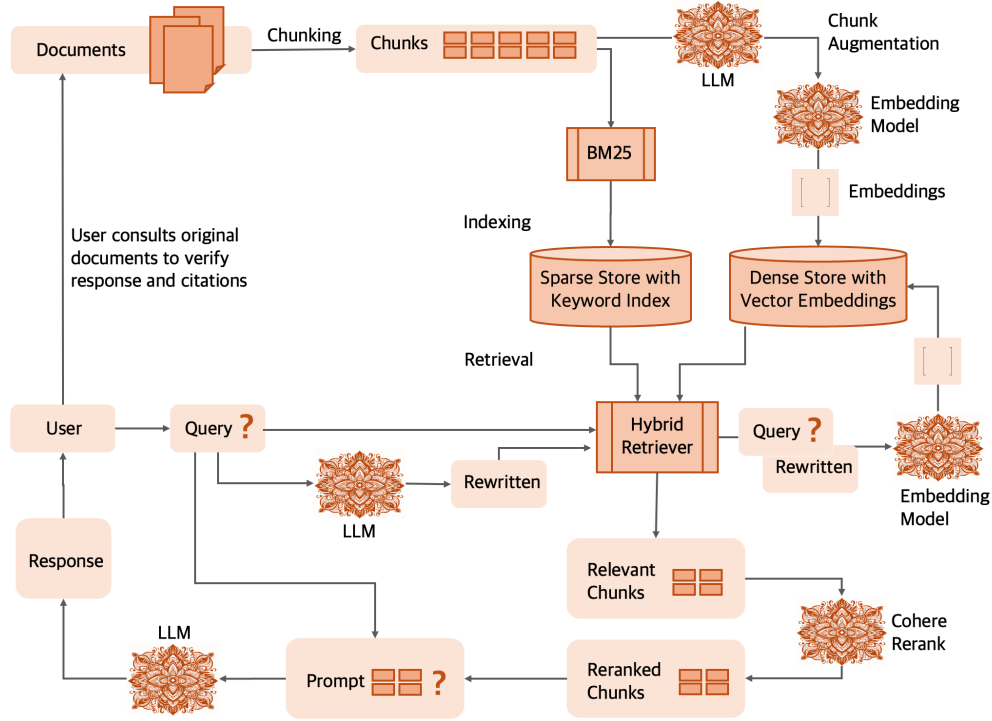 Documents
Chunking
Chunks
LLM
Chunk
Augmentation
Embedding
Model
BM25
Embeddings
Indexing
User consults original
documents to verify
response and citations
Sparse Store with
Keyword Index
Dense Store with
Vector Embeddings
Retrieval
User
Query ?
Hybrid
Retriever
Query ?
Rewritten
LLM
Rewritten
Embedding
Model
Response
Relevant
Chunks
Cohere
Rerank
LLM
Prompt ?
Reranked
Chunks